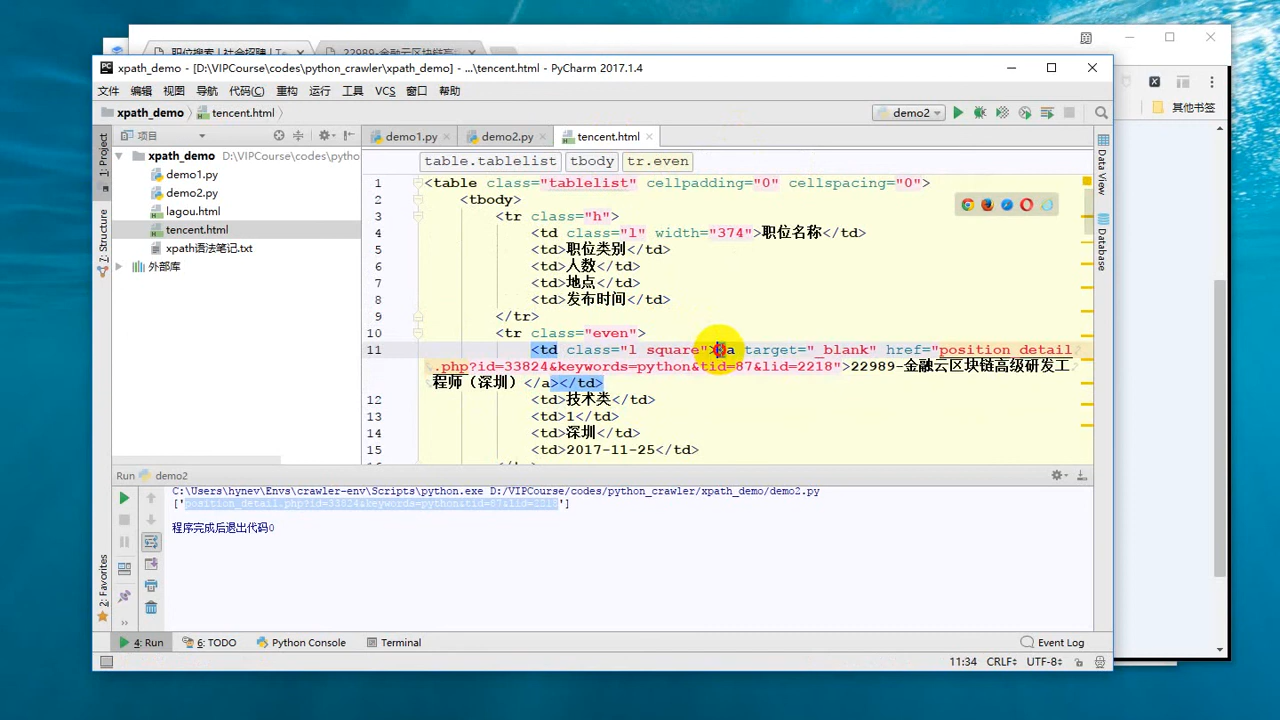 职位搜索 | 社会招聘 | T
22989-金融云区块链高级
xpath_demo - [D:\VIPCourse\codes\python_crawler\xpath_demo] - ...\tencent.html - PyCharm 2017.1.4
文件 编辑 视图 导航 代码(C) 重构 运行 工具 VCS 窗口 帮助
xpath_demo tencent.html demo2
其他书签
项目 demo1.py demo2.py tencent.html
1: Project
xpath_demo D:\VIPCourse\codes\pytho
demo1.py
demo2.py
lagou.html
tencent.html
xpath语法笔记.txt
外部库
Z: Structure
table.tablelist tbody tr.even
1 <table class="tablelist" cellpadding="0" cellspacing="0">
2 <tbody>
3 <tr class="h">
4 <td class="l" width="374">职位名称</td>
5 <td>职位类别</td>
6 <td>人数</td>
7 <td>地点</td>
8 <td>发布时间</td>
9 </tr>
10 <tr class="even">
11 <td class="l square"><a target="_blank" href="position_detail
.php?id=33824&keywords=python&tid=87&lid=2218">22989-金融云区块链高级研发工
程师（深圳）</a></td>
12 <td>技术类</td>
13 <td>1</td>
14 <td>深圳</td>
15 <td>2017-11-25</td>
Data View
Database
Run demo2
C:\Users\hynev\Envs\crawler-env\Scripts\python.exe D:/VIPCourse/codes/python_crawler/xpath_demo/demo2.py
['position_detail.php?id=33824&keywords=python&tid=87&lid=2218']
程序完成后退出代码0
2: Favorites
4: Run 6: TODO Python Console Terminal Event Log
11:34 CRLF UTF-8